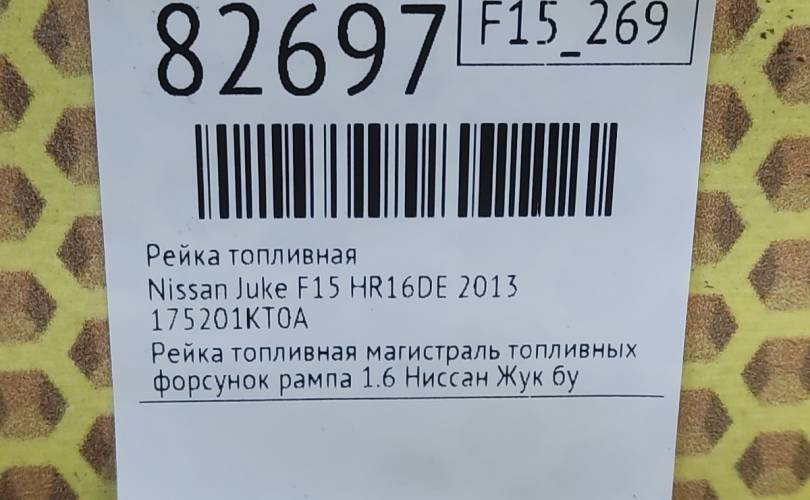 82697
F15_269
Рейка топливная
Nissan Juke F15 HR16DE 2013
175201KT0A
Рейка топливная магистраль топливных
форсунок рампа 1.6 Ниссан Жук бу